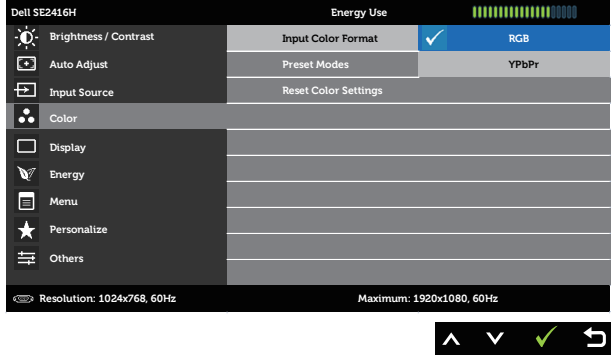 Dell SE2416H Energy Use
Brightness / Contrast Input Color Format RGB
Auto Adjust Preset Modes YPbPr
Input Source Reset Color Settings
Color
Display
Energy
Menu
Personalize
Others
Resolution: 1024x768, 60Hz Maximum: 1920x1080, 60Hz